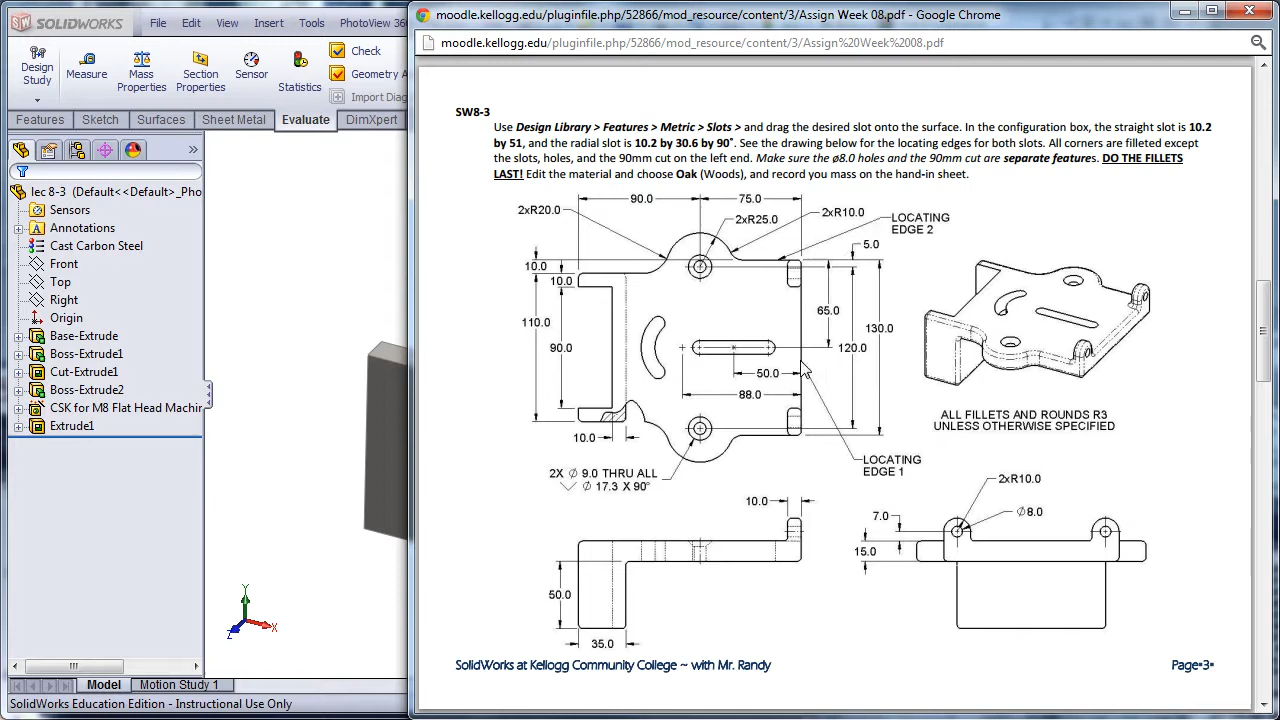 SOLIDWORKS
File Edit View Insert Tools PhotoView 36
Design Study
Measure
Mass Properties
Section Properties
Sensor
Statistics
Check
Geometry A
Import Diag
Features Sketch Surfaces Sheet Metal Evaluate DimXpert
lec 8-3 (Default<<Default>_Pho
Sensors
Annotations
Cast Carbon Steel
Front
Top
Right
Origin
Base-Extrude
Boss-Extrude1
Cut-Extrude1
Boss-Extrude2
CSK for M8 Flat Head Machir
Extrude1
Y
X
Z
Model Motion Study 1
SolidWorks Education Edition - Instructional Use Only
moodle.kellogg.edu/pluginfile.php/52866/mod_resource/content/3/Assign Week 08.pdf - Google Chrome
moodle.kellogg.edu/pluginfile.php/52866/mod_resource/content/3/Assign%20Week%2008.pdf
SW8-3
Use Design Library > Features > Metric > Slots > and drag the desired slot onto the surface. In the configuration box, the straight slot is 10.2
by 51, and the radial slot is 10.2 by 30.6 by 90˚. See the drawing below for the locating edges for both slots. All corners are filleted except
the slots, holes, and the 90mm cut on the left end. Make sure the ø8.0 holes and the 90mm cut are separate features. DO THE FILLETS
LAST! Edit the material and choose Oak (Woods), and record you mass on the hand-in sheet.
90.0 75.0
2xR20.0
2xR25.0
2xR10.0
LOCATING
EDGE 2
5.0
10.0
10.0
110.0
90.0
65.0
130.0
120.0
50.0
88.0
10.0
2X Ø 9.0 THRU ALL
⌵ Ø 17.3 X 90°
LOCATING
EDGE 1
ALL FILLETS AND ROUNDS R3
UNLESS OTHERWISE SPECIFIED
10.0
50.0
35.0
2xR10.0
Ø8.0
7.0
15.0
SolidWorks at Kellogg Community College ~ with Mr. Randy
Page▪3▪